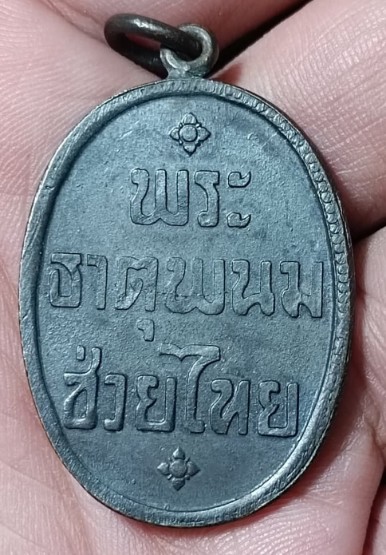 พระ
ธาตุพนม
ช่วยไทย